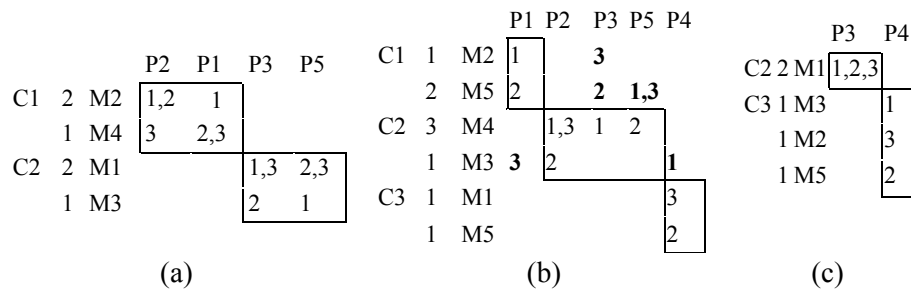 P2 P1 P3 P5
C1 2 M2 1,2 1
1 M4 3 2,3
C2 2 M1 1,3 2,3
1 M3 2 1
(a)
P1 P2 P3 P5 P4
C1 1 M2 1 3
2 M5 2 2 1,3
C2 3 M4 1,3 1 2
1 M3 3 2 1
C3 1 M1 3
1 M5 2
(b)
P3 P4
C2 2 M1 1,2,3
C3 1 M3 1
1 M2 3
1 M5 2
(c)